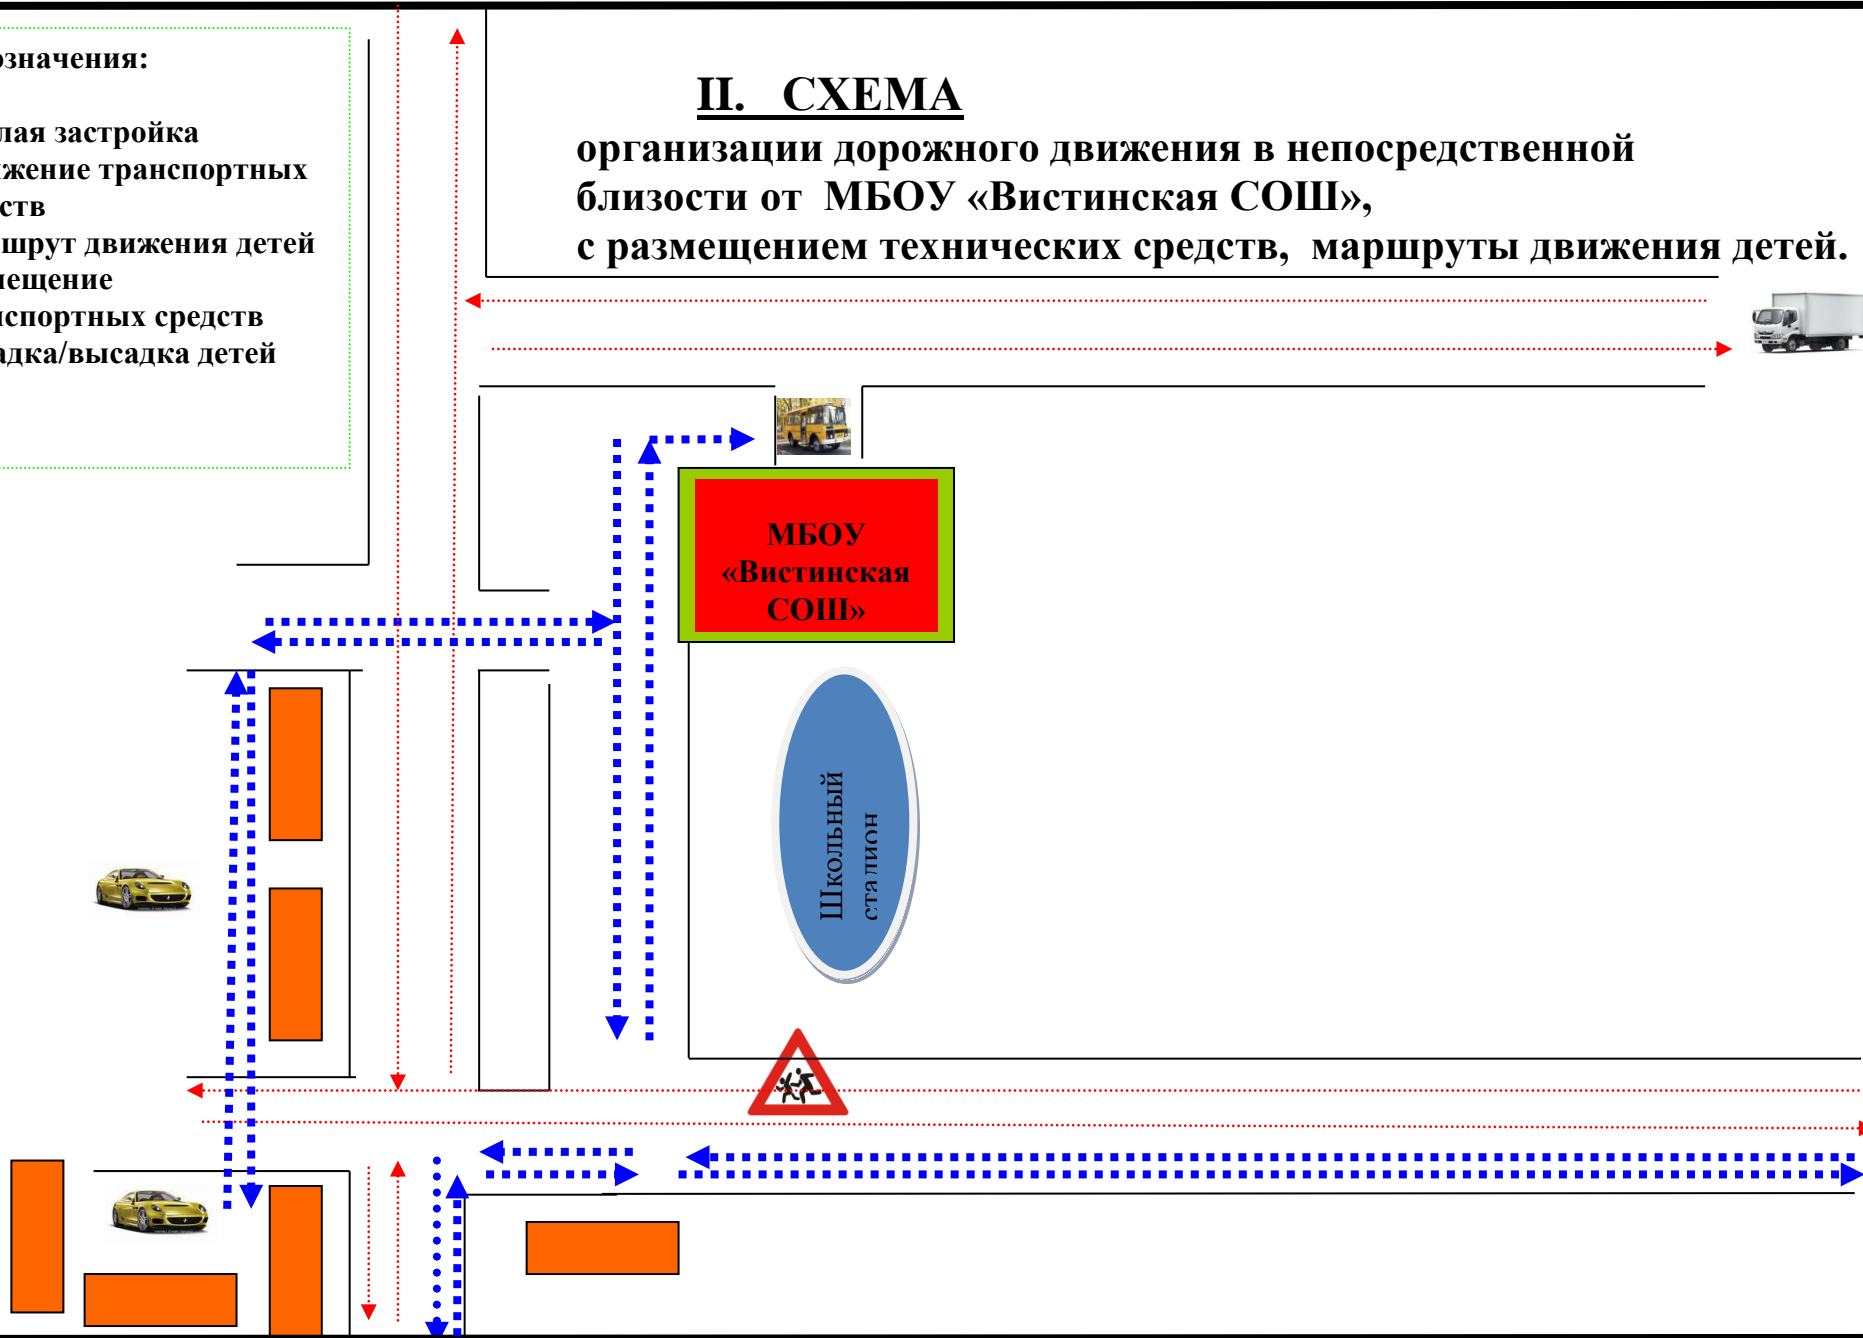 означения:
лая застройка
жение транспортных
ств
шрут движения детей
ещение
нспортных средств
адка/высадка детей
II. СХЕМА
организации дорожного движения в непосредственной
близости от МБОУ «Вистинская СОШ»,
с размещением технических средств, маршруты движения детей.
МБОУ
«Вистинская
СОШ»
Школьный
стадион